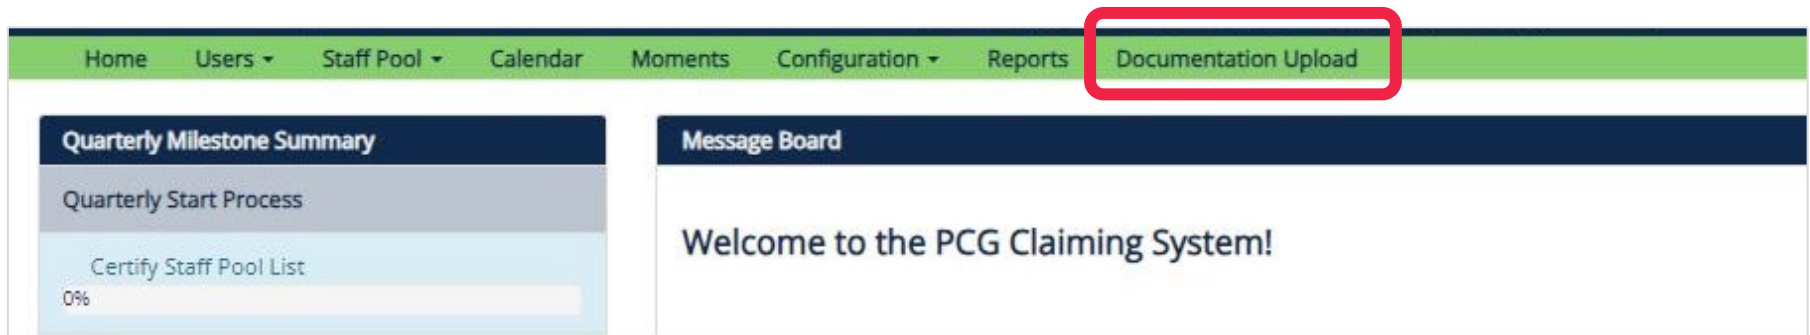 Home Users Staff Pool Calendar Moments Configuration Reports Documentation Upload
Quarterly Milestone Summary
Quarterly Start Process
Certify Staff Pool List
0%
Message Board
Welcome to the PCG Claiming System!